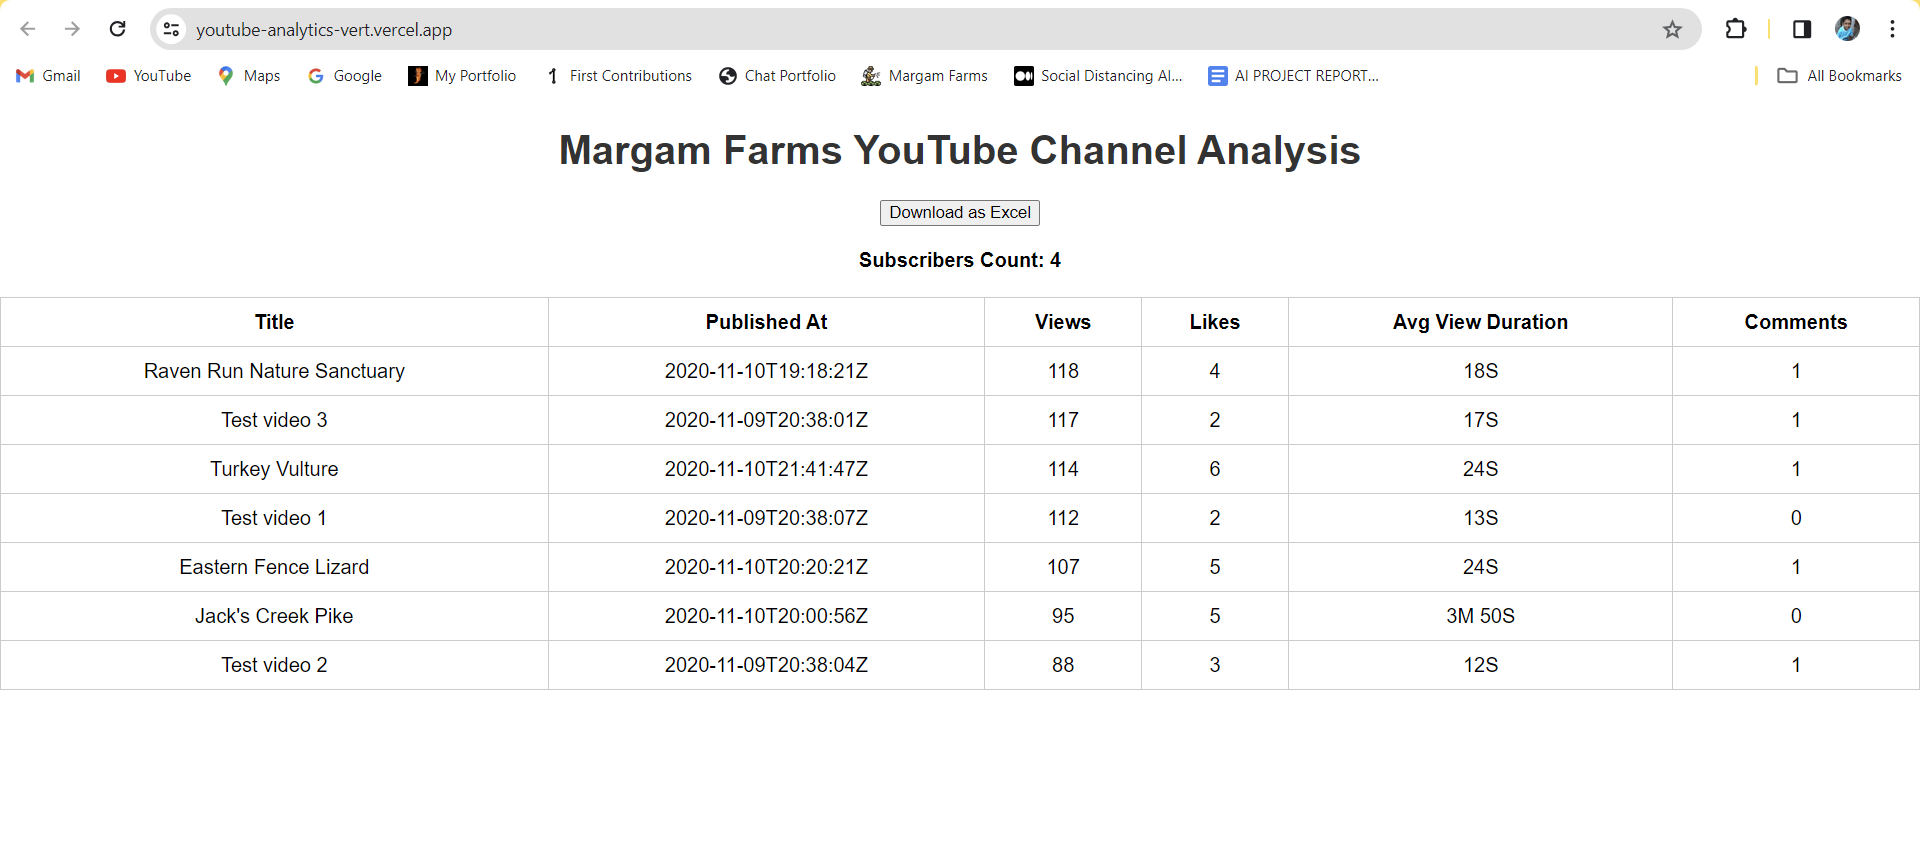 youtube-analytics-vert.vercel.app
Gmail YouTube Maps Google My Portfolio First Contributions Chat Portfolio Margam Farms Social Distancing AI... AI PROJECT REPORT... All Bookmarks
Margam Farms YouTube Channel Analysis
Download as Excel
Subscribers Count: 4
Title Published At Views Likes Avg View Duration Comments
Raven Run Nature Sanctuary 2020-11-10T19:18:21Z 118 4 18S 1
Test video 3 2020-11-09T20:38:01Z 117 2 17S 1
Turkey Vulture 2020-11-10T21:41:47Z 114 6 24S 1
Test video 1 2020-11-09T20:38:07Z 112 2 13S 0
Eastern Fence Lizard 2020-11-10T20:20:21Z 107 5 24S 1
Jack's Creek Pike 2020-11-10T20:00:56Z 95 5 3M 50S 0
Test video 2 2020-11-09T20:38:04Z 88 3 12S 1